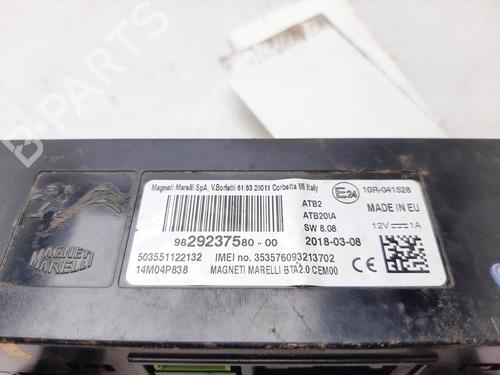 B-PARTS
Magneti Marelli SpA, V.Borletti 61/63 20011 Corbetta MI Italy
E24
10R-041528
ATB2
MADE IN EU
ATB20IA
SW 8.08
12V 1A
9829237580-00
2018-03-08
503551122132
IMEI no. 353576093213702
14M04P838
MAGNETI MARELLI BTA2.0 CEM00
MAGNETI
MARELLI